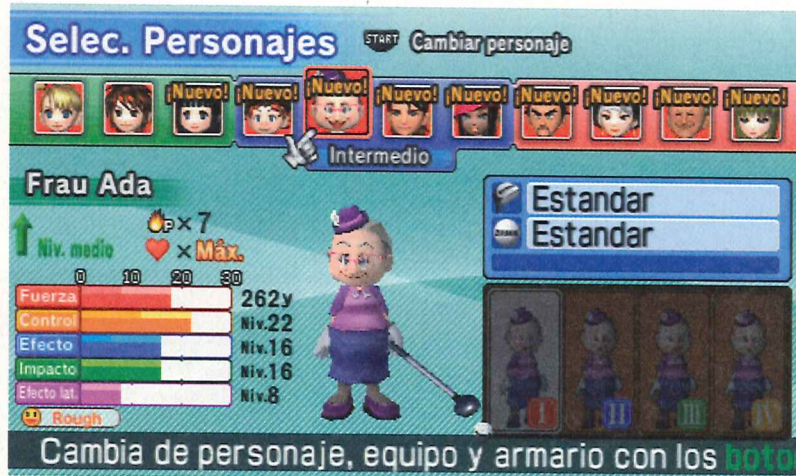 Selec. Personajes START Cambiar personaje
¡Nuevo! ¡Nuevo! ¡Nuevo! ¡Nuevo! ¡Nuevo! ¡Nuevo! ¡Nuevo! ¡Nuevo! ¡Nuevo!
Intermedio
Frau Ada
Niv. medio
P × 7
× Máx.
0 10 20 30
Fuerza 262y
Control Niv.22
Efecto Niv.16
Impacto Niv.16
Efecto lat. Niv.8
Rough
Estandar
Estandar
I II III IV
Cambia de personaje, equipo y armario con los boto